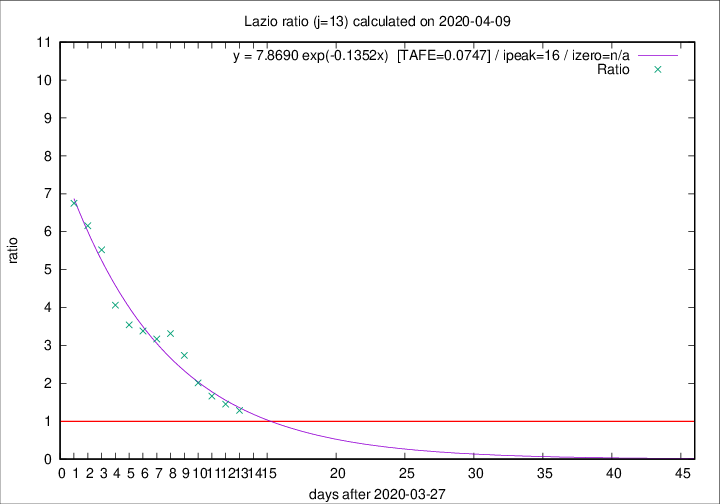 Lazio ratio (j=13) calculated on 2020-04-09
y = 7.8690 exp(-0.1352x) [TAFE=0.0747] / ipeak=16 / izero=n/a
Ratio
11
10
9
8
7
6
5
4
3
2
1
0
ratio
0 1 2 3 4 5 6 7 8 9 10 11 12 13 14 15 20 25 30 35 40 45
days after 2020-03-27